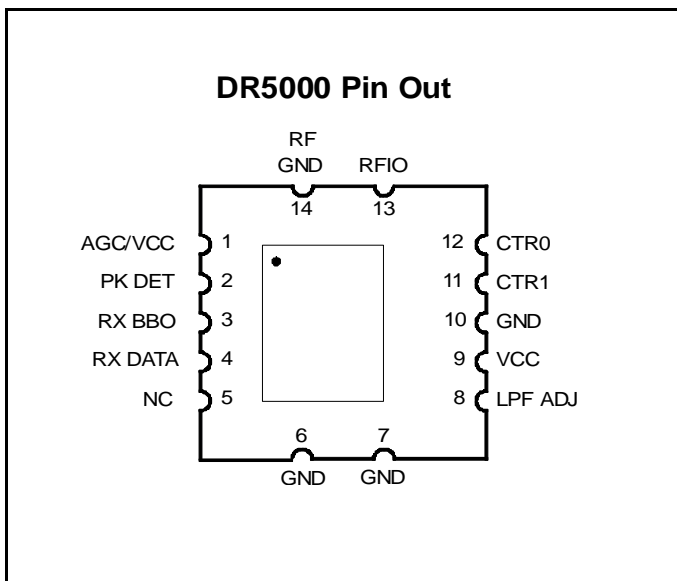 DR5000 Pin Out
RF
GND RFIO
14 13
AGC/VCC 1 12 CTR0
PK DET 2 11 CTR1
RX BBO 3 10 GND
RX DATA 4 9 VCC
NC 5 8 LPF ADJ
6 7
GND GND